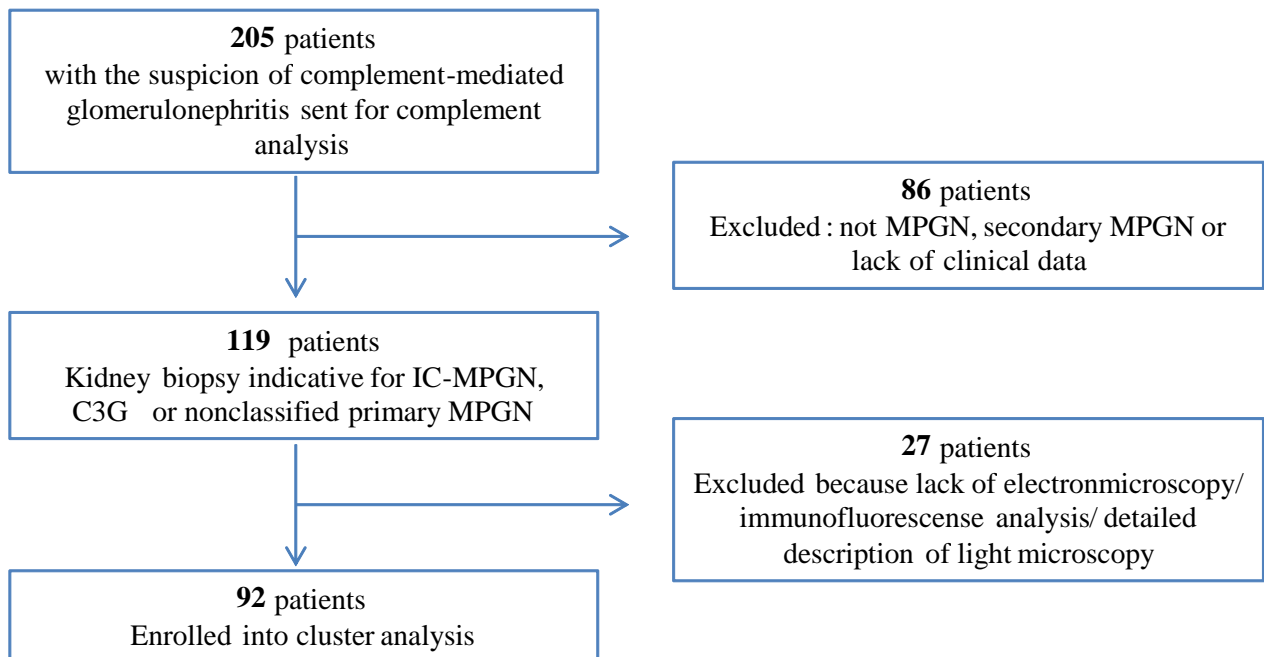 205 patients
with the suspicion of complement-mediated
glomerulonephritis sent for complement
analysis
86 patients
Excluded : not MPGN, secondary MPGN or
lack of clinical data
119 patients
Kidney biopsy indicative for IC-MPGN,
C3G or nonclassified primary MPGN
27 patients
Excluded because lack of electronmicroscopy/
immunofluorescense analysis/ detailed
description of light microscopy
92 patients
Enrolled into cluster analysis